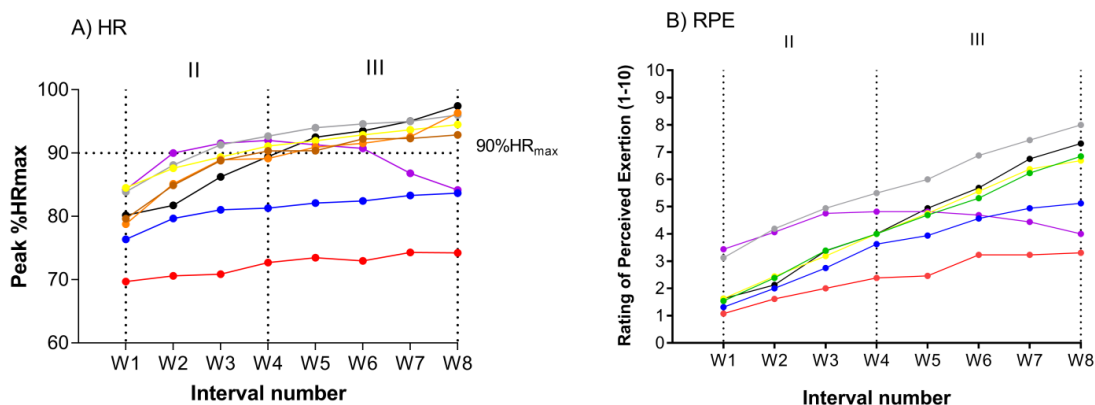 A) HR
II
III
100
90
80
70
60
Peak %HRmax
90%HRmax
W1 W2 W3 W4 W5 W6 W7 W8
Interval number
B) RPE
II
III
10
9
8
7
6
5
4
3
2
1
0
Rating of Perceived Exertion (1-10)
W1 W2 W3 W4 W5 W6 W7 W8
Interval number